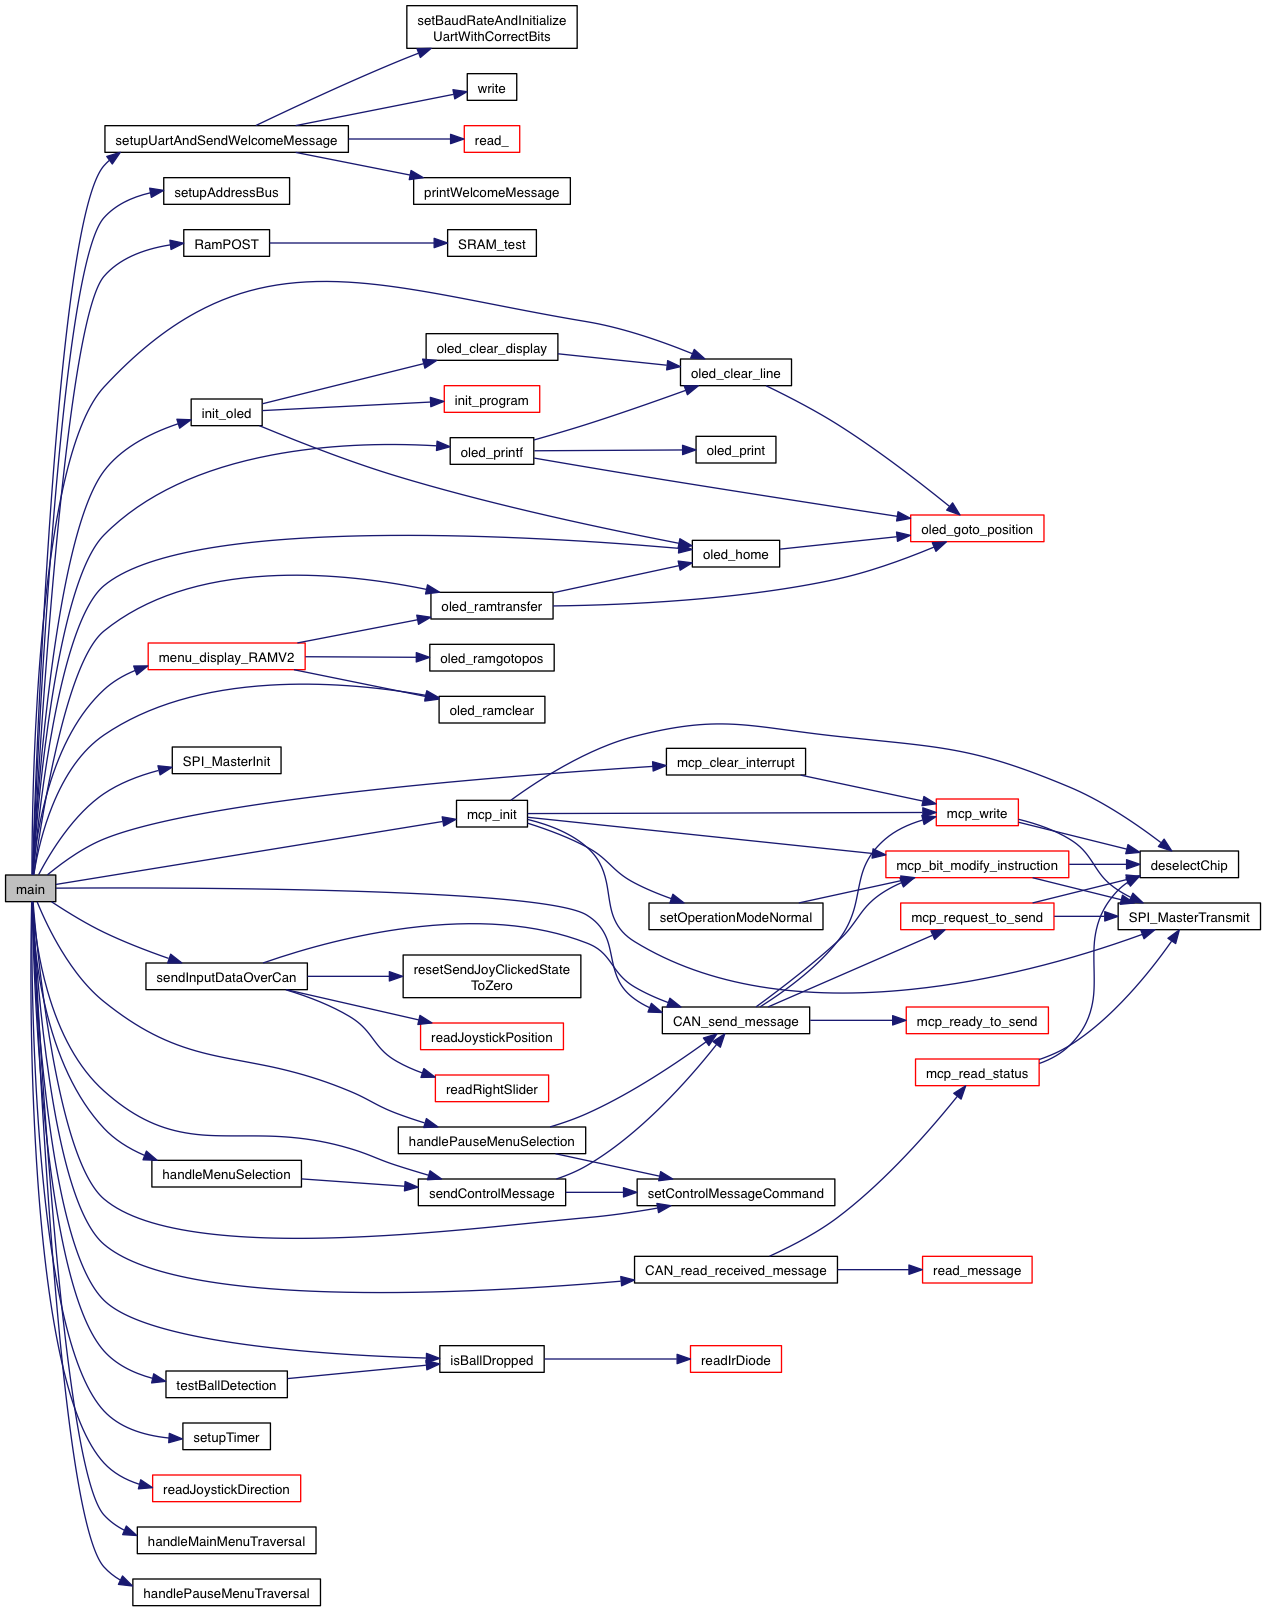 setBaudRateAndInitialize
UartWithCorrectBits
write
setupUartAndSendWelcomeMessage
read_
printWelcomeMessage
setupAddressBus
RamPOST
SRAM_test
oled_clear_display
oled_clear_line
init_program
init_oled
oled_printf
oled_print
oled_goto_position
oled_home
oled_ramtransfer
menu_display_RAMV2
oled_ramgotopos
oled_ramclear
SPI_MasterInit
mcp_clear_interrupt
mcp_init
mcp_write
mcp_bit_modify_instruction
deselectChip
main
setOperationModeNormal
mcp_request_to_send
SPI_MasterTransmit
sendInputDataOverCan
resetSendJoyClickedState
ToZero
CAN_send_message
mcp_ready_to_send
readJoystickPosition
mcp_read_status
readRightSlider
handlePauseMenuSelection
handleMenuSelection
sendControlMessage
setControlMessageCommand
CAN_read_received_message
read_message
isBallDropped
readIrDiode
testBallDetection
setupTimer
readJoystickDirection
handleMainMenuTraversal
handlePauseMenuTraversal